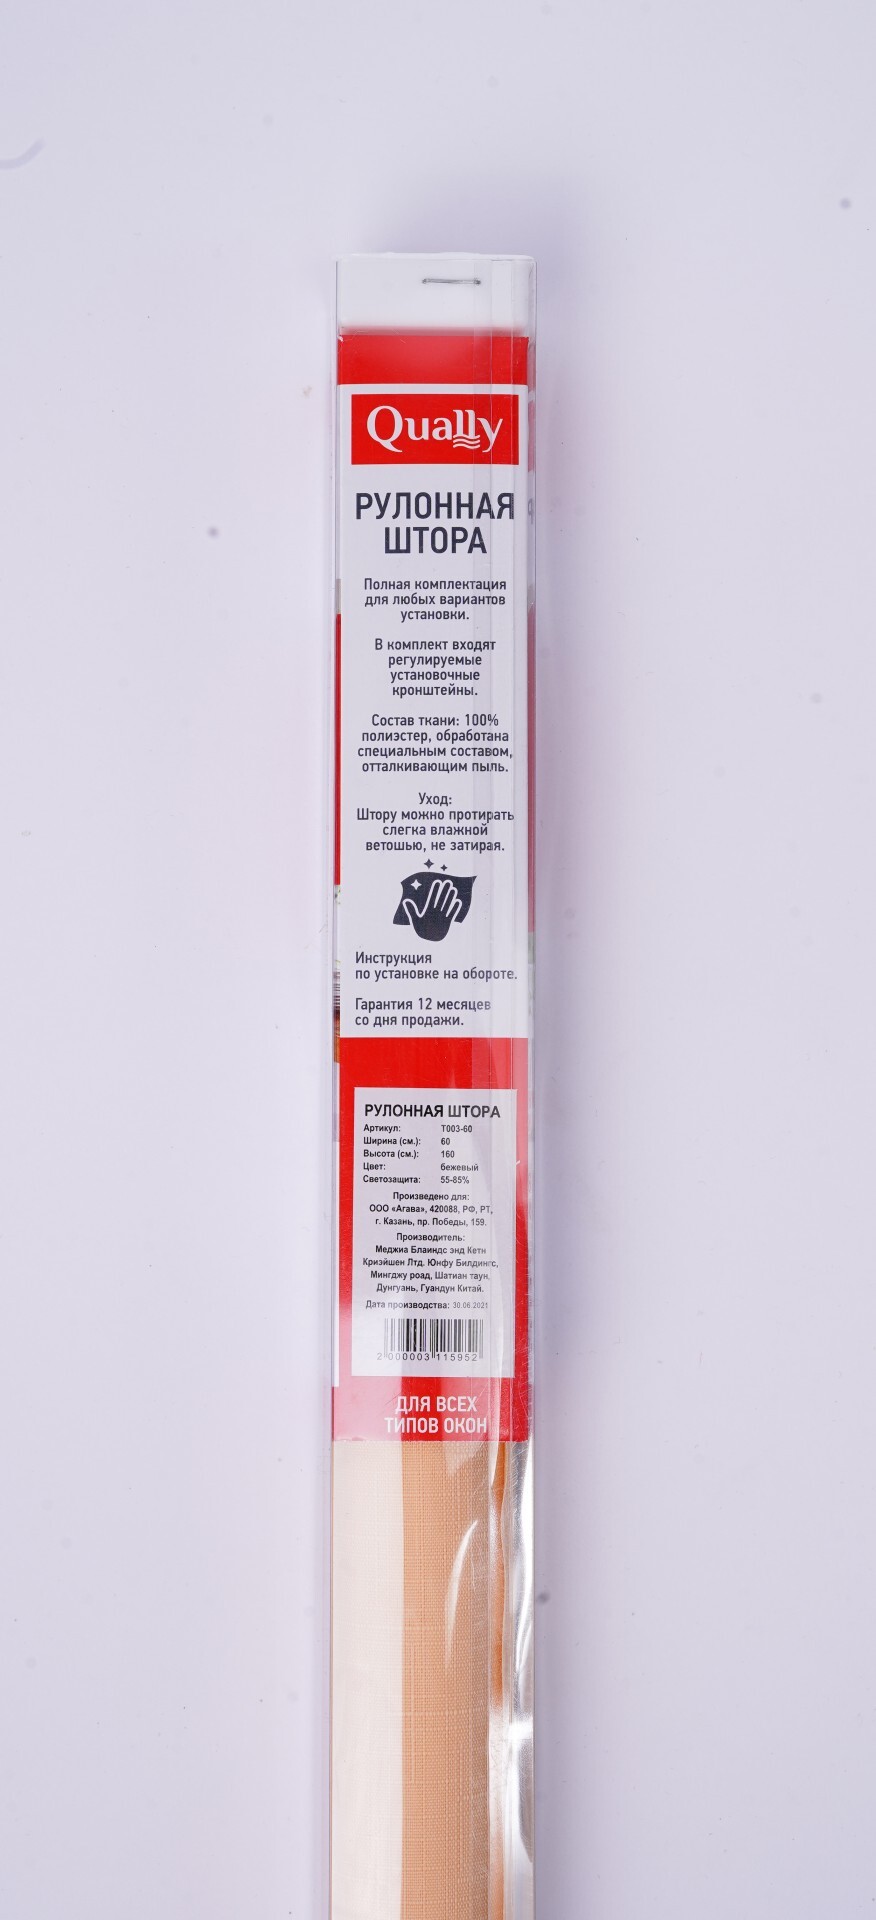 Qually
РУЛОННАЯ
ШТОРА
Полная комплектация
для любых вариантов
установки.
В комплект входят
регулируемые
установочные
кронштейны.
Состав ткани: 100%
полиэстер, обработана
специальным составом,
отталкивающим пыль.
Уход:
Штору можно протирать
слегка влажной
ветошью, не затирая.
Инструкция
по установке на обороте.
Гарантия 12 месяцев
со дня продажи.
РУЛОННАЯ ШТОРА
Артикул: Т003-60
Ширина (см.): 60
Высота (см.): 160
Цвет: бежевый
Светозащита: 55-85%
Произведено для:
ООО «Агава», 420088, РФ, РТ,
г. Казань, пр. Победы, 159.
Производитель:
Меджиа Блаиндс энд Кетн
Криэйшен Лтд. Юнфу Билдингс,
Мингджу роад, Шатиан таун,
Дунгуань, Гуандун Китай.
Дата производства: 30.06.2021
2 000003 115952
ДЛЯ ВСЕХ
ТИПОВ ОКОН